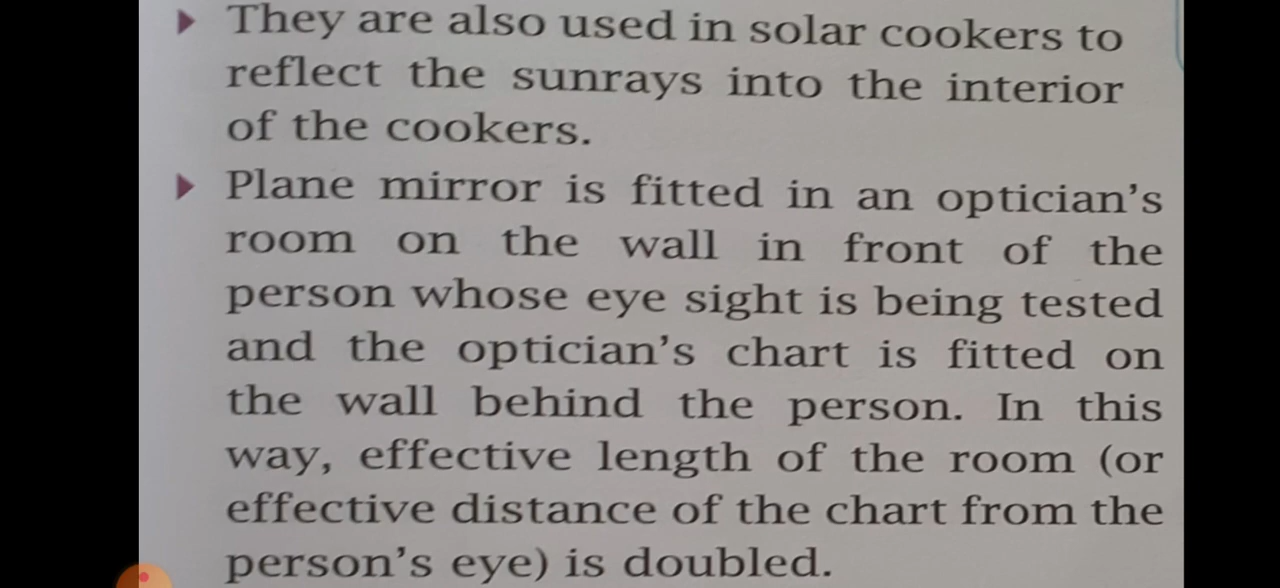 They are also used in solar cookers to
reflect the sunrays into the interior
of the cookers.
Plane mirror is fitted in an optician's
room on the wall in front of the
person whose eye sight is being tested
and the optician's chart is fitted on
the wall behind the person. In this
way, effective length of the room (or
effective distance of the chart from the
person's eye) is doubled.